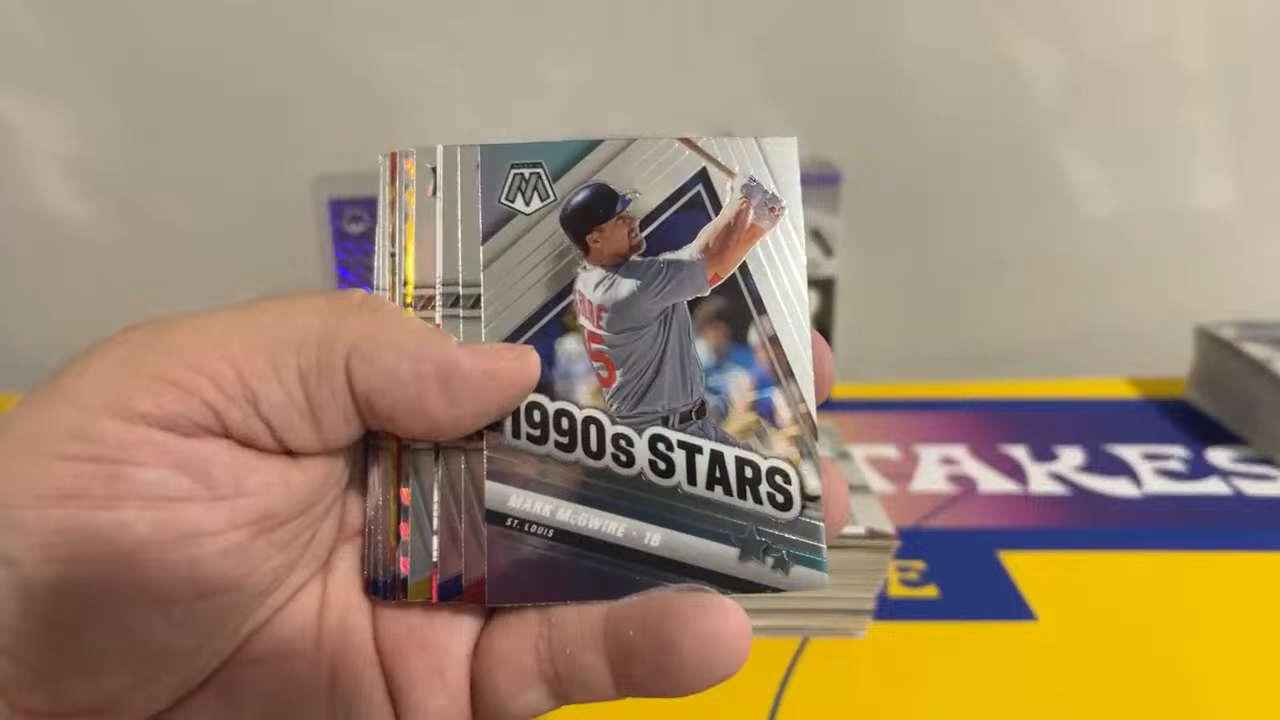 M
1990s STARS
MARK McGWIRE · 1B
ST. LOUIS
TAKES
E